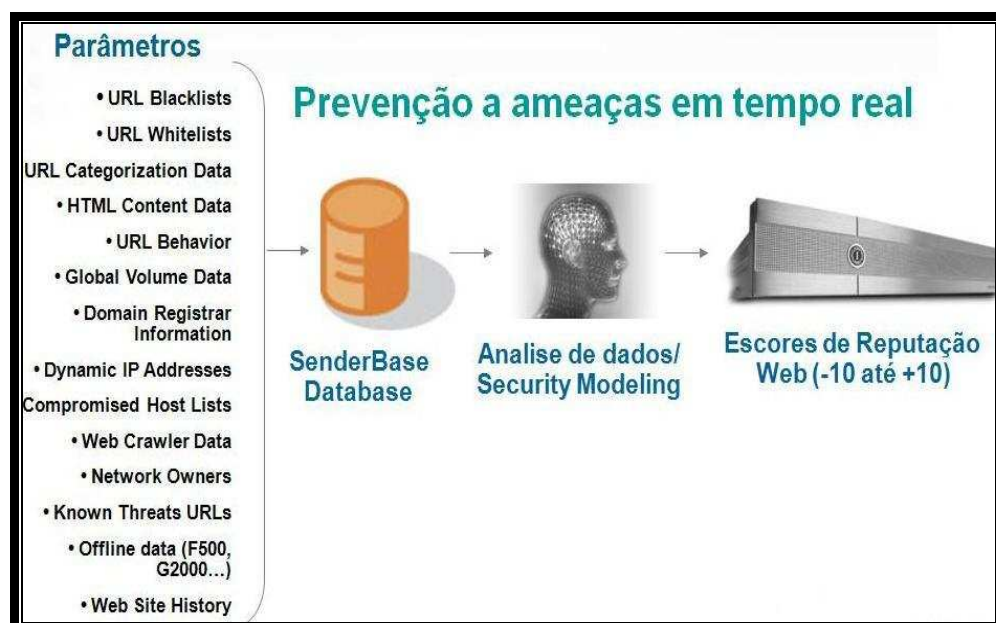 Parâmetros
Prevenção a ameaças em tempo real
• URL Blacklists
• URL Whitelists
URL Categorization Data
• HTML Content Data
• URL Behavior
• Global Volume Data
• Domain Registrar
Information
• Dynamic IP Addresses
Compromised Host Lists
• Web Crawler Data
• Network Owners
• Known Threats URLs
• Offline data (F500,
G2000...)
• Web Site History
SenderBase
Database
Analise de dados/
Security Modeling
Escores de Reputação
Web (-10 até +10)